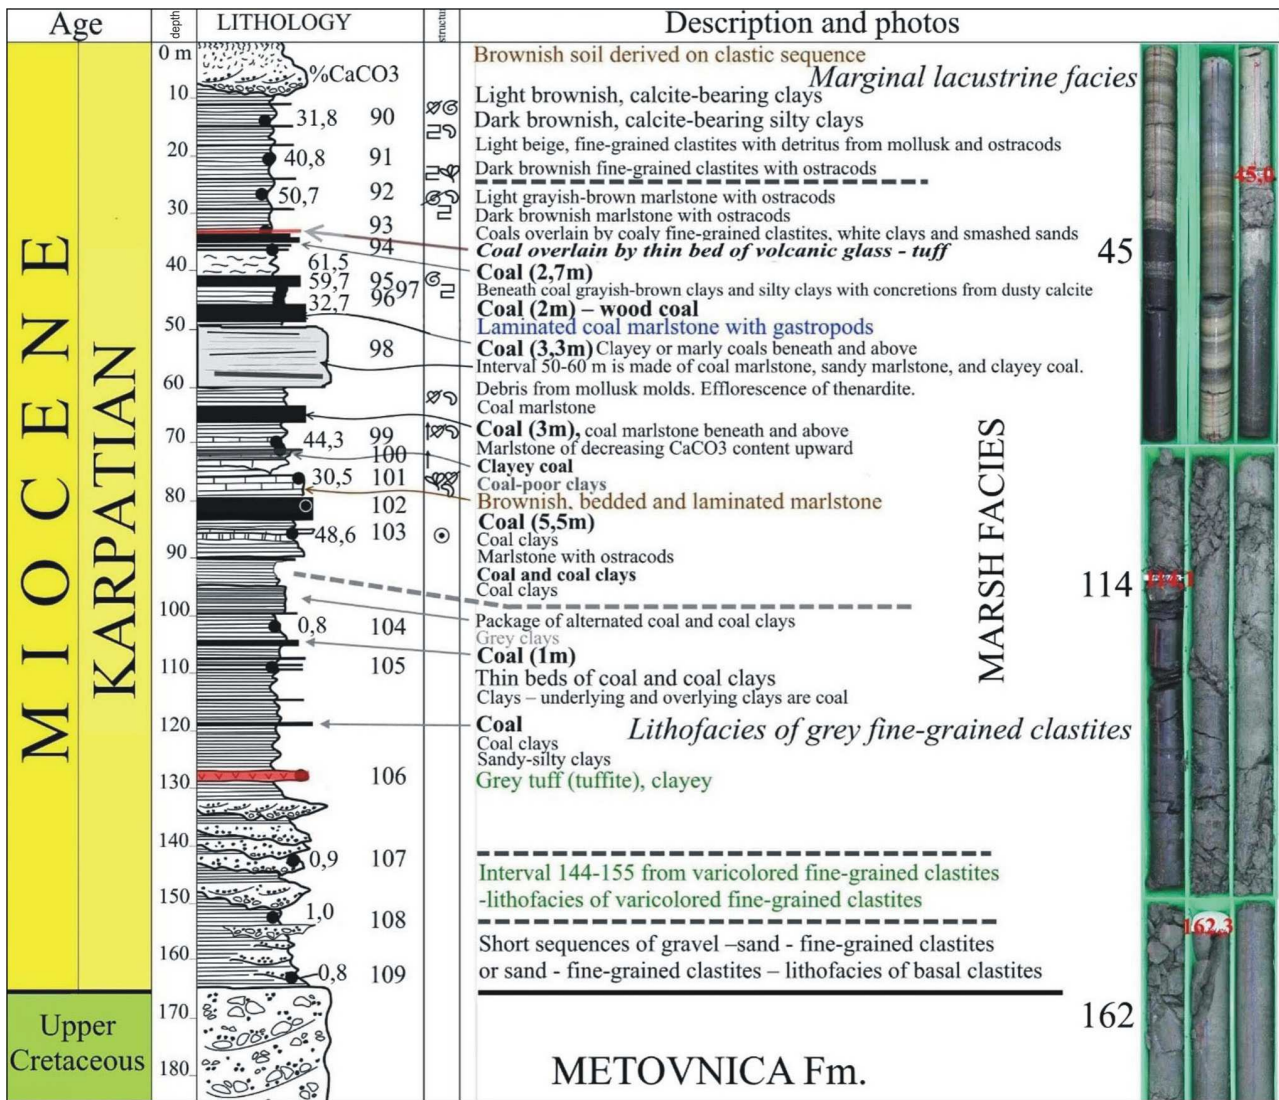 Age
depth
LITHOLOGY
structu
Description and photos
MIOCENE
KARPATIAN
Upper
Cretaceous
0 m
10
20
30
40
50
60
70
80
90
100
110
120
130
140
150
160
170
180
%CaCO3
31,8 90
40,8 91
50,7 92
93
94
61,5
59,7 95 97
32,7 96
98
44,3 99
100
30,5 101
102
48,6 103
0,8 104
105
106
0,9 107
1,0 108
0,8 109
Brownish soil derived on clastic sequence
Marginal lacustrine facies
Light brownish, calcite-bearing clays
Dark brownish, calcite-bearing silty clays
Light beige, fine-grained clastites with detritus from mollusk and ostracods
Dark brownish fine-grained clastites with ostracods
Light grayish-brown marlstone with ostracods
Dark brownish marlstone with ostracods
Coals overlain by coaly fine-grained clastites, white clays and smashed sands
Coal overlain by thin bed of volcanic glass - tuff
Coal (2,7m)
Beneath coal grayish-brown clays and silty clays with concretions from dusty calcite
Coal (2m) – wood coal
Laminated coal marlstone with gastropods
Coal (3,3m) Clayey or marly coals beneath and above
Interval 50-60 m is made of coal marlstone, sandy marlstone, and clayey coal.
Debris from mollusk molds. Efflorescence of thenardite.
Coal marlstone
Coal (3m), coal marlstone beneath and above
Marlstone of decreasing CaCO3 content upward
Clayey coal
Coal-poor clays
Brownish, bedded and laminated marlstone
Coal (5,5m)
Coal clays
Marlstone with ostracods
Coal and coal clays
Coal clays
Package of alternated coal and coal clays
Grey clays
Coal (1m)
Thin beds of coal and coal clays
Clays – underlying and overlying clays are coal
Coal
Lithofacies of grey fine-grained clastites
Coal clays
Sandy-silty clays
Grey tuff (tuffite), clayey
Interval 144-155 from varicolored fine-grained clastites
-lithofacies of varicolored fine-grained clastites
Short sequences of gravel –sand - fine-grained clastites
or sand - fine-grained clastites – lithofacies of basal clastites
METOVNICA Fm.
MARSH FACIES
45
114
162
45,0
114,1
162,3